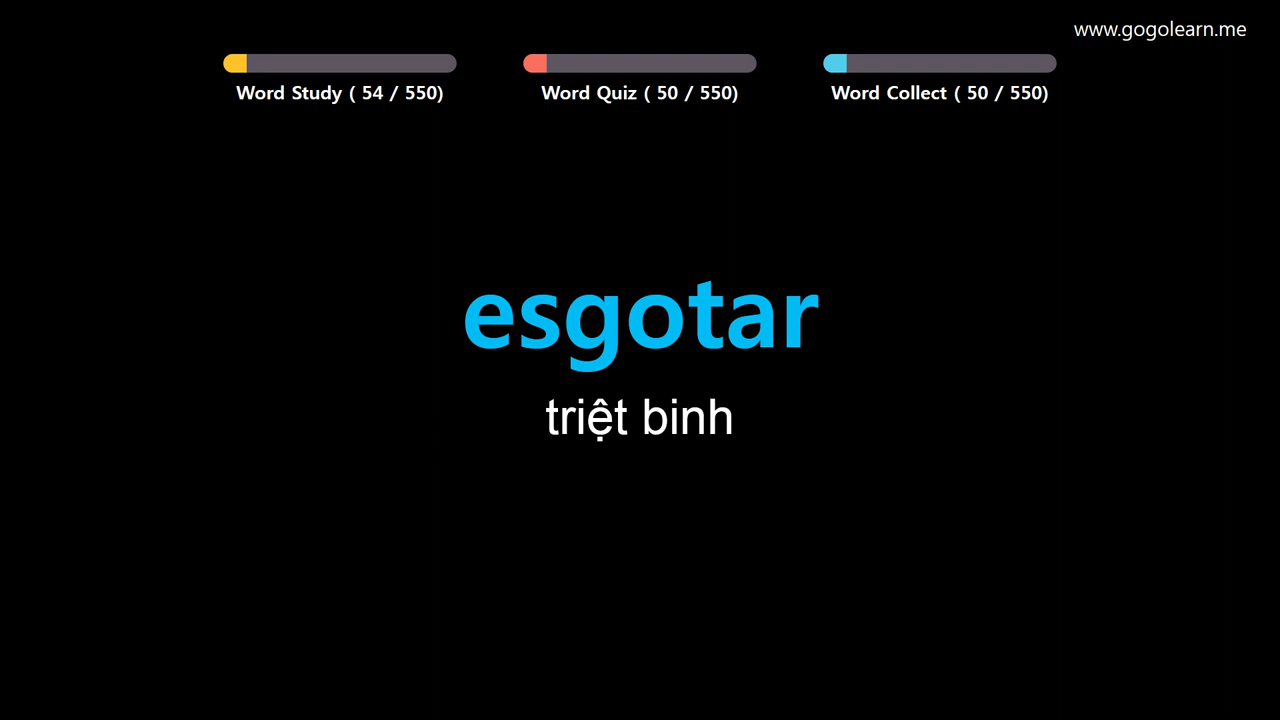 www.gogolearn.me
Word Study ( 54 / 550)
Word Quiz ( 50 / 550)
Word Collect ( 50 / 550)
esgotar
triệt binh